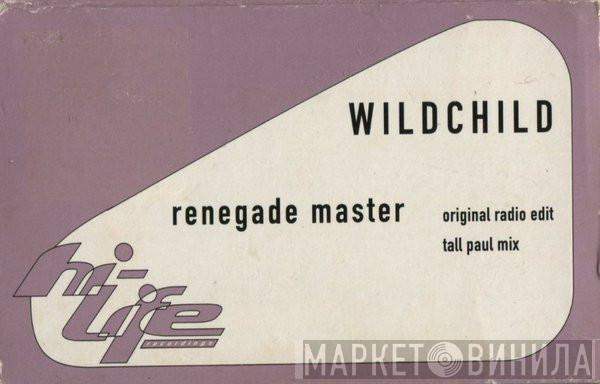 WILDCHILD
renegade master
original radio edit
tall paul mix
hi-
Life
recordings
МАРКЕТ ВИНИЛА